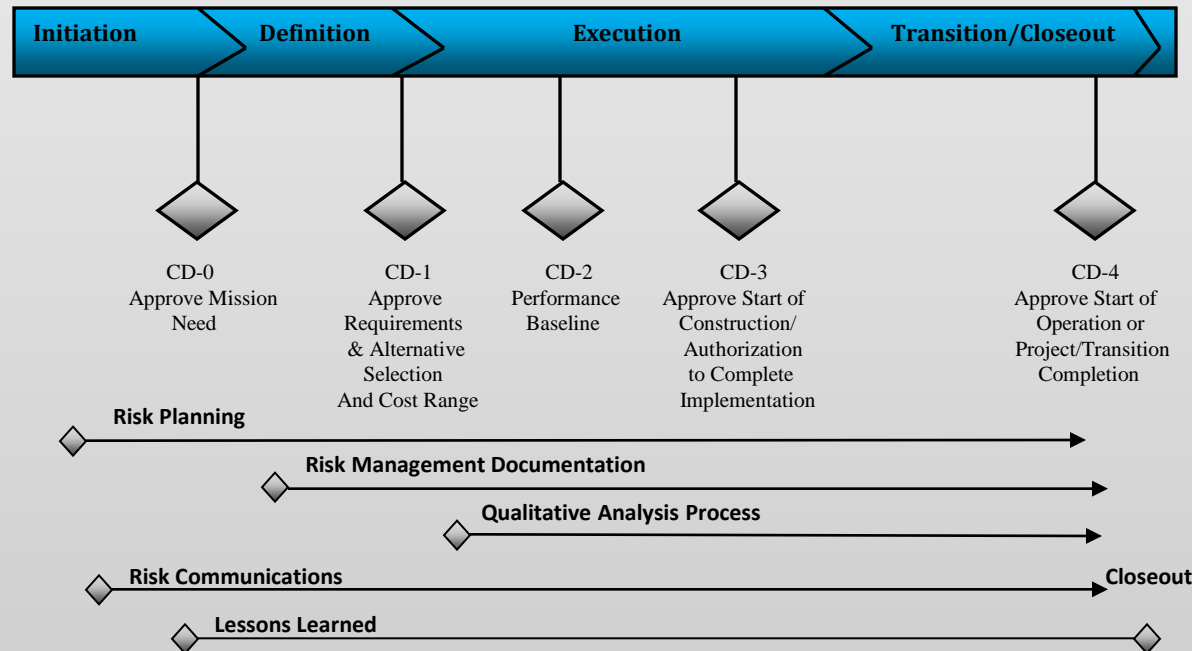 Initiation
Definition
Execution
Transition/Closeout
CD-0
Approve Mission
Need
CD-1
Approve
Requirements
& Alternative
Selection
And Cost Range
CD-2
Performance
Baseline
CD-3
Approve Start of
Construction/
Authorization
to Complete
Implementation
CD-4
Approve Start of
Operation or
Project/Transition
Completion
Risk Planning
Risk Management Documentation
Qualitative Analysis Process
Risk Communications
Closeout
Lessons Learned